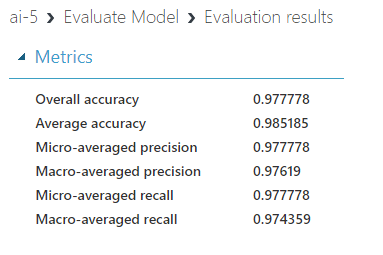 ai-5 › Evaluate Model › Evaluation results
Metrics
Overall accuracy 0.977778
Average accuracy 0.985185
Micro-averaged precision 0.977778
Macro-averaged precision 0.97619
Micro-averaged recall 0.977778
Macro-averaged recall 0.974359